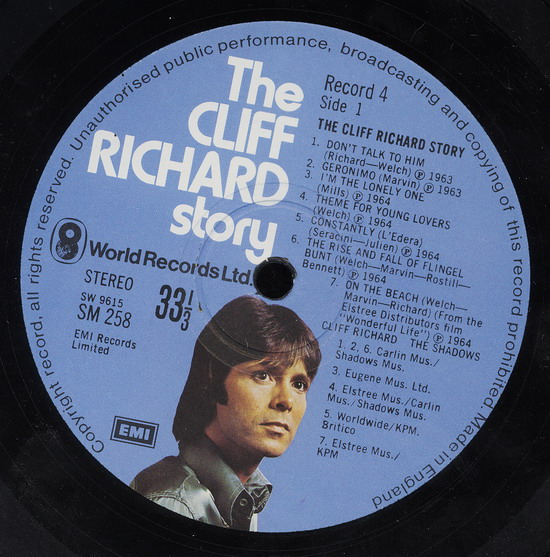 Copyright record, all rights reserved. Unauthorised public performance, broadcasting and copying of this record prohibited Made in England
The
CLIFF
RICHARD
story
World Records Ltd.
STEREO
SW 9615
SM 258
33 1/3
EMI Records
Limited
EMI
Record 4
Side 1
THE CLIFF RICHARD STORY
1. DON'T TALK TO HIM
(Richard—Welch) ℗ 1963
2. GERONIMO (Marvin) ℗ 1963
3. I'M THE LONELY ONE
(Mills) ℗ 1964
4. THEME FOR YOUNG LOVERS
(Welch) ℗ 1964
5. CONSTANTLY (L'Edera)
(Seracini—Julien) ℗ 1964
6. THE RISE AND FALL OF FLINGEL
BUNT (Welch—Marvin—Rostill—
Bennett) ℗ 1964
7. ON THE BEACH (Welch—
Marvin—Richard) (From the
Elstree Distributors film
"Wonderful Life") ℗ 1964
CLIFF RICHARD THE SHADOWS
1, 2, 6. Carlin Mus./
Shadows Mus.
3. Eugene Mus. Ltd.
4. Elstree Mus./Carlin
Mus./Shadows Mus.
5. Worldwide/KPM.
Britico
7. Elstree Mus./
KPM